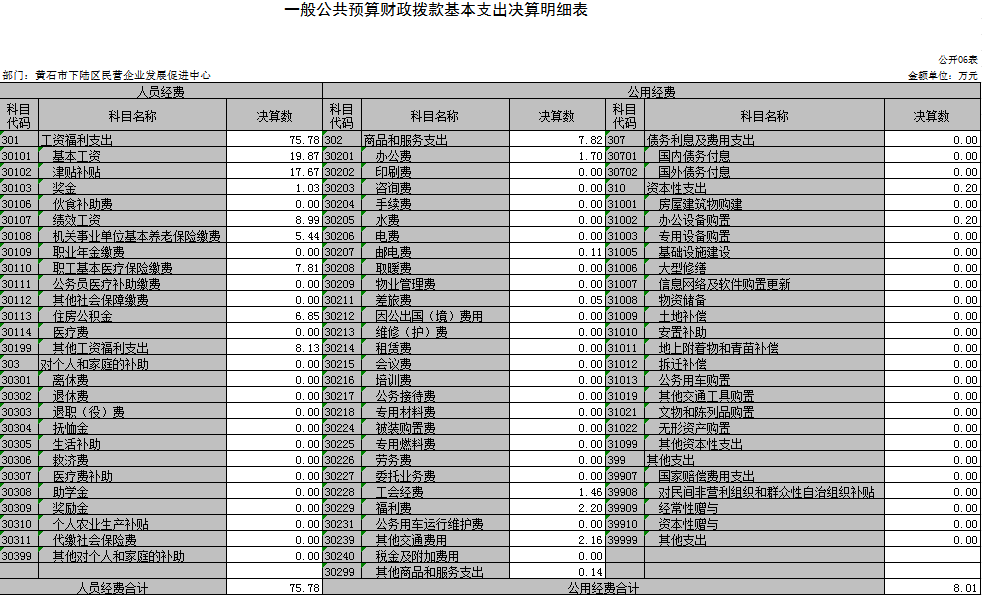 一般公共预算财政拨款基本支出决算明细表
公开06表
部门：黄石市下陆区民营企业发展促进中心 金额单位：万元
人员经费 公用经费
科目代码 科目名称 决算数 科目代码 科目名称 决算数 科目代码 科目名称 决算数
301 工资福利支出 75.78 302 商品和服务支出 7.82 307 债务利息及费用支出 0.00
30101 基本工资 19.87 30201 办公费 1.70 30701 国内债务付息 0.00
30102 津贴补贴 17.67 30202 印刷费 0.00 30702 国外债务付息 0.00
30103 奖金 1.03 30203 咨询费 0.00 310 资本性支出 0.20
30106 伙食补助费 0.00 30204 手续费 0.00 31001 房屋建筑物购建 0.00
30107 绩效工资 8.99 30205 水费 0.00 31002 办公设备购置 0.20
30108 机关事业单位基本养老保险缴费 5.44 30206 电费 0.00 31003 专用设备购置 0.00
30109 职业年金缴费 0.00 30207 邮电费 0.11 31005 基础设施建设 0.00
30110 职工基本医疗保险缴费 7.81 30208 取暖费 0.00 31006 大型修缮 0.00
30111 公务员医疗补助缴费 0.00 30209 物业管理费 0.00 31007 信息网络及软件购置更新 0.00
30112 其他社会保障缴费 0.00 30211 差旅费 0.05 31008 物资储备 0.00
30113 住房公积金 6.85 30212 因公出国（境）费用 0.00 31009 土地补偿 0.00
30114 医疗费 0.00 30213 维修（护）费 0.00 31010 安置补助 0.00
30199 其他工资福利支出 8.13 30214 租赁费 0.00 31011 地上附着物和青苗补偿 0.00
303 对个人和家庭的补助 0.00 30215 会议费 0.00 31012 拆迁补偿 0.00
30301 离休费 0.00 30216 培训费 0.00 31013 公务用车购置 0.00
30302 退休费 0.00 30217 公务接待费 0.00 31019 其他交通工具购置 0.00
30303 退职（役）费 0.00 30218 专用材料费 0.00 31021 文物和陈列品购置 0.00
30304 抚恤金 0.00 30224 被装购置费 0.00 31022 无形资产购置 0.00
30305 生活补助 0.00 30225 专用燃料费 0.00 31099 其他资本性支出 0.00
30306 救济费 0.00 30226 劳务费 0.00 399 其他支出 0.00
30307 医疗费补助 0.00 30227 委托业务费 0.00 39907 国家赔偿费用支出 0.00
30308 助学金 0.00 30228 工会经费 1.46 39908 对民间非营利组织和群众性自治组织补贴 0.00
30309 奖励金 0.00 30229 福利费 2.20 39909 经常性赠与 0.00
30310 个人农业生产补贴 0.00 30231 公务用车运行维护费 0.00 39910 资本性赠与 0.00
30311 代缴社会保险费 0.00 30239 其他交通费用 2.16 39999 其他支出 0.00
30399 其他对个人和家庭的补助 0.00 30240 税金及附加费用 0.00
30299 其他商品和服务支出 0.14
人员经费合计 75.78 公用经费合计 8.01